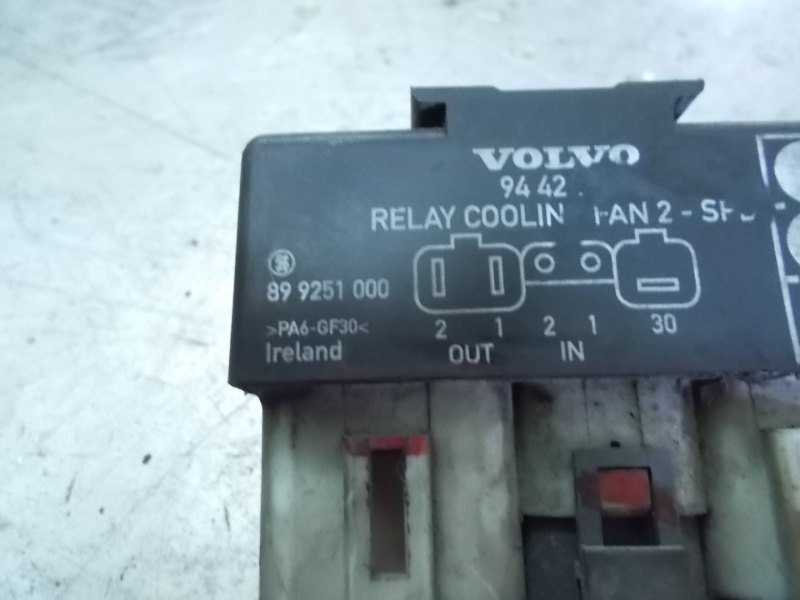 VOLVO
94 42
RELAY COOLIN FAN 2 - SP
89 9251 000
>PA6-GF30<
Ireland
2 1 2 1 30
OUT IN